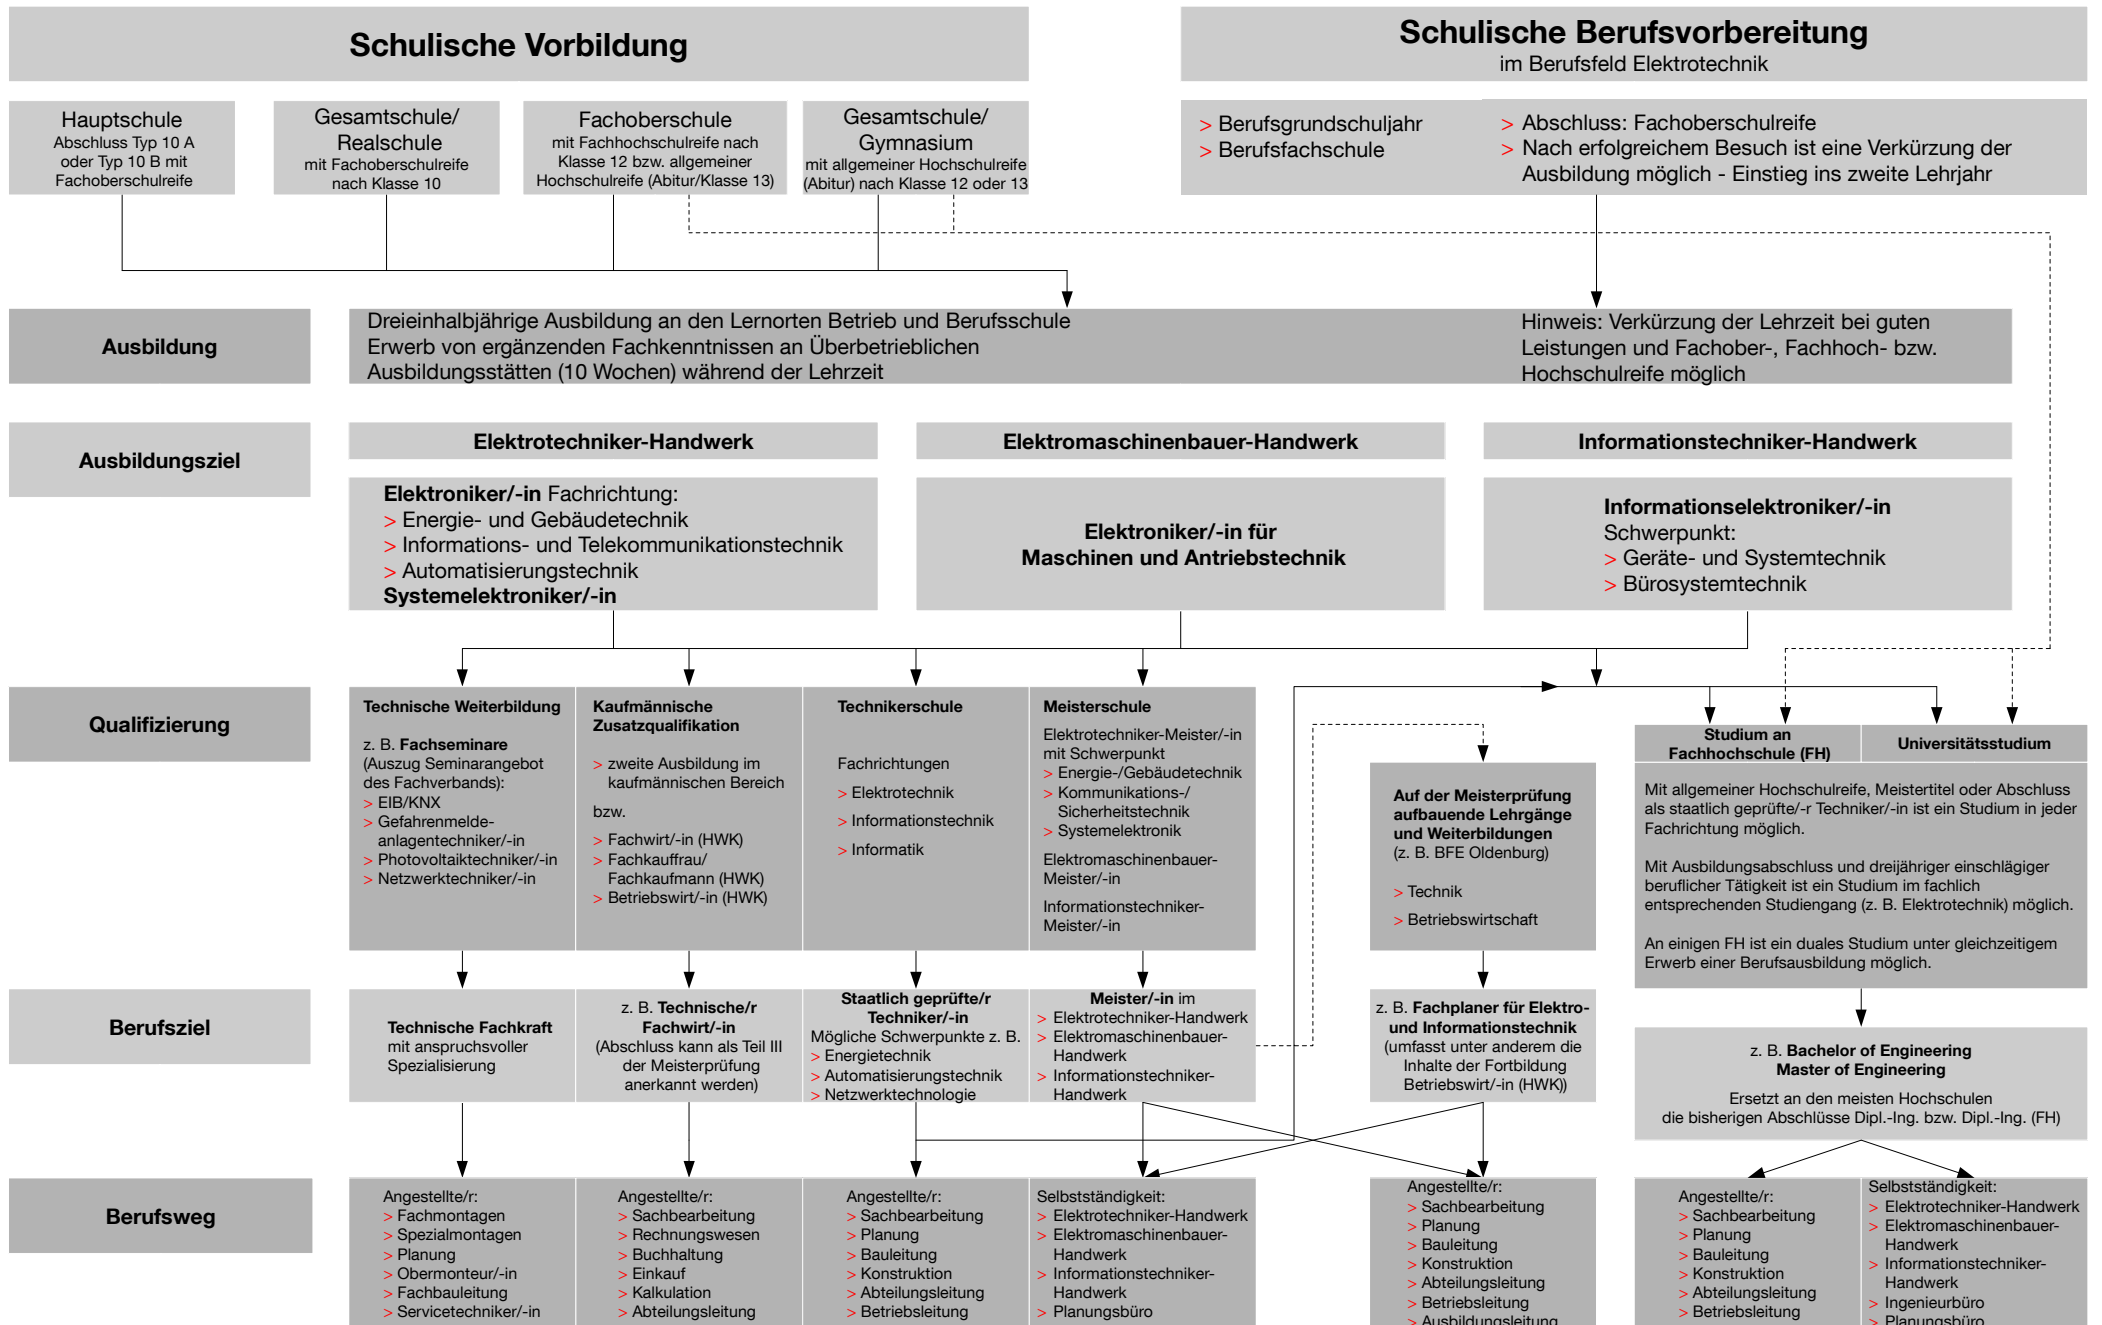 Schulische Vorbildung
Schulische Berufsvorbereitung
im Berufsfeld Elektrotechnik
Hauptschule
Abschluss Typ 10 A
oder Typ 10 B mit
Fachoberschulreife
Gesamtschule/
Realschule
mit Fachoberschulreife
nach Klasse 10
Fachoberschule
mit Fachhochschulreife nach
Klasse 12 bzw. allgemeiner
Hochschulreife (Abitur/Klasse 13)
Gesamtschule/
Gymnasium
mit allgemeiner Hochschulreife
(Abitur) nach Klasse 12 oder 13
> Berufsgrundschuljahr
> Berufsfachschule
> Abschluss: Fachoberschulreife
> Nach erfolgreichem Besuch ist eine Verkürzung der
Ausbildung möglich - Einstieg ins zweite Lehrjahr
Ausbildung
Dreieinhalbjährige Ausbildung an den Lernorten Betrieb und Berufsschule
Erwerb von ergänzenden Fachkenntnissen an Überbetrieblichen
Ausbildungsstätten (10 Wochen) während der Lehrzeit
Hinweis: Verkürzung der Lehrzeit bei guten
Leistungen und Fachober-, Fachhoch- bzw.
Hochschulreife möglich
Ausbildungsziel
Elektrotechniker-Handwerk
Elektromaschinenbauer-Handwerk
Informationstechniker-Handwerk
Elektroniker/-in Fachrichtung:
> Energie- und Gebäudetechnik
> Informations- und Telekommunikationstechnik
> Automatisierungstechnik
Systemelektroniker/-in
Elektroniker/-in für
Maschinen und Antriebstechnik
Informationselektroniker/-in
Schwerpunkt:
> Geräte- und Systemtechnik
> Bürosystemtechnik
Qualifizierung
Technische Weiterbildung
z. B. Fachseminare
(Auszug Seminarangebot
des Fachverbands):
> EIB/KNX
> Gefahrenmelde-
anlagentechniker/-in
> Photovoltaiktechniker/-in
> Netzwerktechniker/-in
Kaufmännische
Zusatzqualifikation
> zweite Ausbildung im
kaufmännischen Bereich
bzw.
> Fachwirt/-in (HWK)
> Fachkauffrau/
Fachkaufmann (HWK)
> Betriebswirt/-in (HWK)
Technikerschule
Fachrichtungen
> Elektrotechnik
> Informationstechnik
> Informatik
Meisterschule
Elektrotechniker-Meister/-in
mit Schwerpunkt
> Energie-/Gebäudetechnik
> Kommunikations-/
Sicherheitstechnik
> Systemelektronik
Elektromaschinenbauer-
Meister/-in
Informationstechniker-
Meister/-in
Auf der Meisterprüfung
aufbauende Lehrgänge
und Weiterbildungen
(z. B. BFE Oldenburg)
> Technik
> Betriebswirtschaft
Studium an
Fachhochschule (FH)
Universitätsstudium
Mit allgemeiner Hochschulreife, Meistertitel oder Abschluss
als staatlich geprüfte/-r Techniker/-in ist ein Studium in jeder
Fachrichtung möglich.
Mit Ausbildungsabschluss und dreijähriger einschlägiger
beruflicher Tätigkeit ist ein Studium im fachlich
entsprechenden Studiengang (z. B. Elektrotechnik) möglich.
An einigen FH ist ein duales Studium unter gleichzeitigem
Erwerb einer Berufsausbildung möglich.
Berufsziel
Technische Fachkraft
mit anspruchsvoller
Spezialisierung
z. B. Technische/r
Fachwirt/-in
(Abschluss kann als Teil III
der Meisterprüfung
anerkannt werden)
Staatlich geprüfte/r
Techniker/-in
Mögliche Schwerpunkte z. B.
> Energietechnik
> Automatisierungstechnik
> Netzwerktechnologie
Meister/-in im
> Elektrotechniker-Handwerk
> Elektromaschinenbauer-
Handwerk
> Informationstechniker-
Handwerk
z. B. Fachplaner für Elektro-
und Informationstechnik
(umfasst unter anderem die
Inhalte der Fortbildung
Betriebswirt/-in (HWK))
z. B. Bachelor of Engineering
Master of Engineering
Ersetzt an den meisten Hochschulen
die bisherigen Abschlüsse Dipl.-Ing. bzw. Dipl.-Ing. (FH)
Berufsweg
Angestellte/r:
> Fachmontagen
> Spezialmontagen
> Planung
> Obermonteur/-in
> Fachbauleitung
> Servicetechniker/-in
Angestellte/r:
> Sachbearbeitung
> Rechnungswesen
> Buchhaltung
> Einkauf
> Kalkulation
> Abteilungsleitung
Angestellte/r:
> Sachbearbeitung
> Planung
> Bauleitung
> Konstruktion
> Abteilungsleitung
> Betriebsleitung
Selbstständigkeit:
> Elektrotechniker-Handwerk
> Elektromaschinenbauer-
Handwerk
> Informationstechniker-
Handwerk
> Planungsbüro
Angestellte/r:
> Sachbearbeitung
> Planung
> Bauleitung
> Konstruktion
> Abteilungsleitung
> Betriebsleitung
> Ausbildungsleitung
Angestellte/r:
> Sachbearbeitung
> Planung
> Bauleitung
> Konstruktion
> Abteilungsleitung
> Betriebsleitung
Selbstständigkeit:
> Elektrotechniker-Handwerk
> Elektromaschinenbauer-
Handwerk
> Informationstechniker-
Handwerk
> Ingenieurbüro
> Planungsbüro